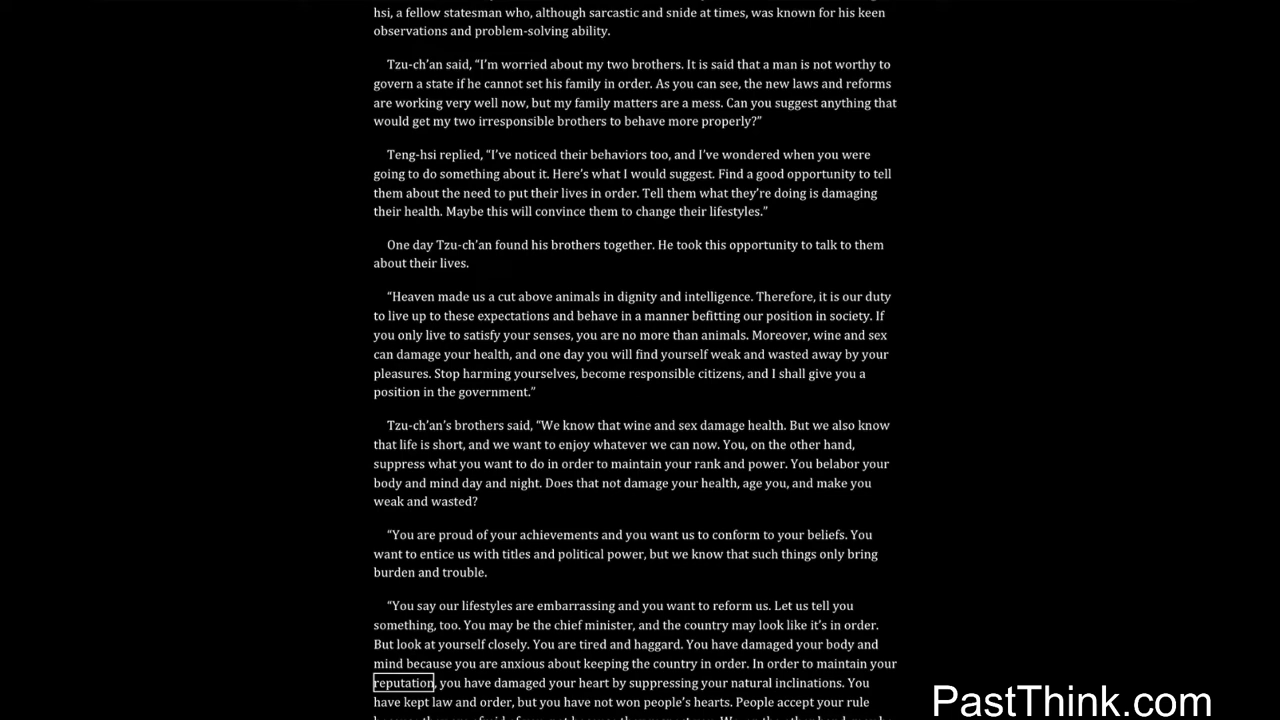 hsi, a fellow statesman who, although sarcastic and snide at times, was known for his keen
observations and problem-solving ability.
Tzu-ch’an said, “I’m worried about my two brothers. It is said that a man is not worthy to
govern a state if he cannot set his family in order. As you can see, the new laws and reforms
are working very well now, but my family matters are a mess. Can you suggest anything that
would get my two irresponsible brothers to behave more properly?”
Teng-hsi replied, “I’ve noticed their behaviors too, and I’ve wondered when you were
going to do something about it. Here’s what I would suggest. Find a good opportunity to tell
them about the need to put their lives in order. Tell them what they’re doing is damaging
their health. Maybe this will convince them to change their lifestyles.”
One day Tzu-ch’an found his brothers together. He took this opportunity to talk to them
about their lives.
“Heaven made us a cut above animals in dignity and intelligence. Therefore, it is our duty
to live up to these expectations and behave in a manner befitting our position in society. If
you only live to satisfy your senses, you are no more than animals. Moreover, wine and sex
can damage your health, and one day you will find yourself weak and wasted away by your
pleasures. Stop harming yourselves, become responsible citizens, and I shall give you a
position in the government.”
Tzu-ch’an’s brothers said, “We know that wine and sex damage health. But we also know
that life is short, and we want to enjoy whatever we can now. You, on the other hand,
suppress what you want to do in order to maintain your rank and power. You belabor your
body and mind day and night. Does that not damage your health, age you, and make you
weak and wasted?
“You are proud of your achievements and you want us to conform to your beliefs. You
want to entice us with titles and political power, but we know that such things only bring
burden and trouble.
“You say our lifestyles are embarrassing and you want to reform us. Let us tell you
something, too. You may be the chief minister, and the country may look like it’s in order.
But look at yourself closely. You are tired and haggard. You have damaged your body and
mind because you are anxious about keeping the country in order. In order to maintain your
reputation, you have damaged your heart by suppressing your natural inclinations. You
have kept law and order, but you have not won people’s hearts. People accept your rule
PastThink.com